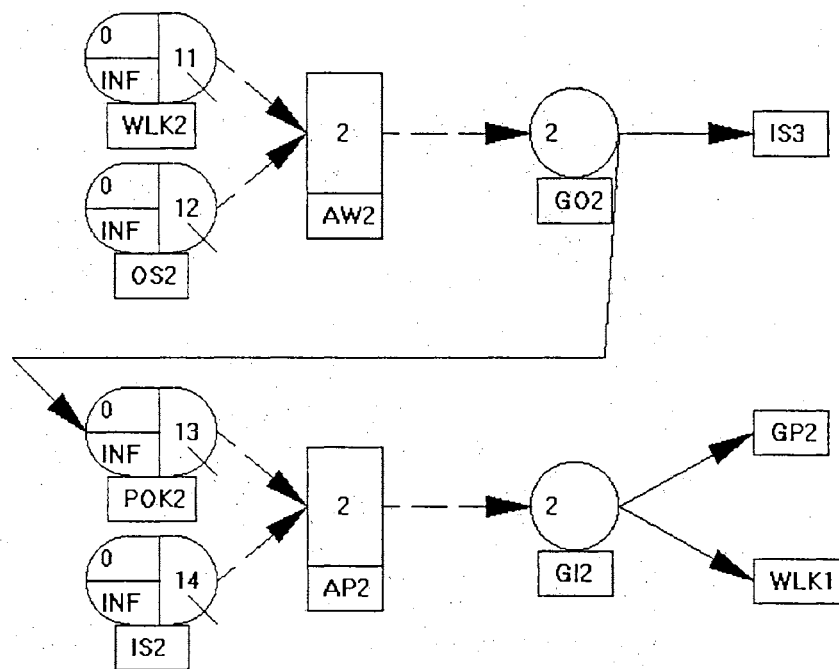 0
INF
11
WLK2
0
INF
12
OS2
2
AW2
2
GO2
IS3
0
INF
13
POK2
0
INF
14
IS2
2
AP2
2
GI2
GP2
WLK1